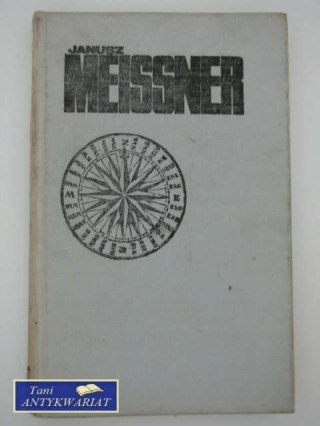 JANUSZ
MEISSNER
W
E
Tani
ANTYKWARIAT